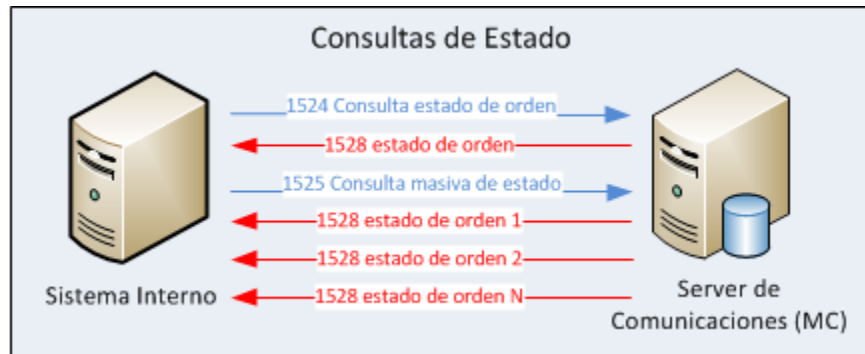 Consultas de Estado
1524 Consulta estado de orden
1528 estado de orden
1525 Consulta masiva de estado
1528 estado de orden 1
1528 estado de orden 2
1528 estado de orden N
Sistema Interno
Server de
Comunicaciones (MC)